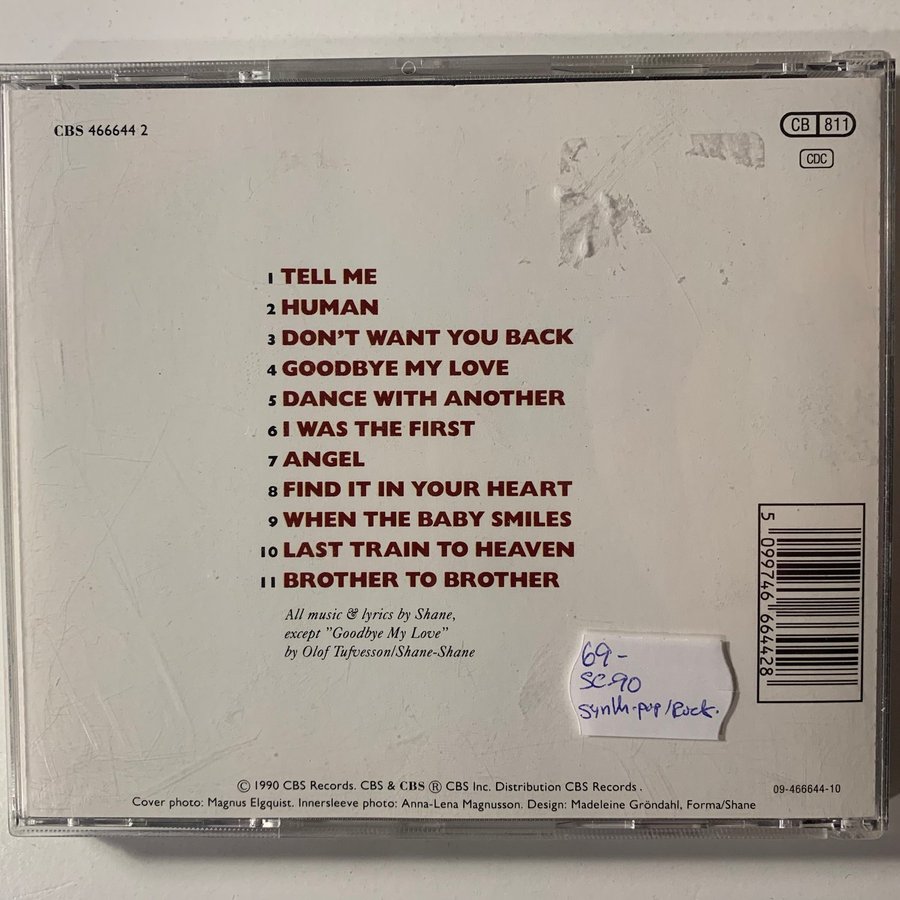 CBS 466644 2
CB 811
CDC
1 TELL ME
2 HUMAN
3 DON'T WANT YOU BACK
4 GOODBYE MY LOVE
5 DANCE WITH ANOTHER
6 I WAS THE FIRST
7 ANGEL
8 FIND IT IN YOUR HEART
9 WHEN THE BABY SMILES
10 LAST TRAIN TO HEAVEN
11 BROTHER TO BROTHER
All music & lyrics by Shane,
except "Goodbye My Love"
by Olof Tufvesson/Shane-Shane
5 099746 664428
69-
SE-90
Synth-pop/Rock.
© 1990 CBS Records. CBS & CBS ® CBS Inc. Distribution CBS Records.
09-466644-10
Cover photo: Magnus Elgquist. Innersleeve photo: Anna-Lena Magnusson. Design: Madeleine Gröndahl, Forma/Shane